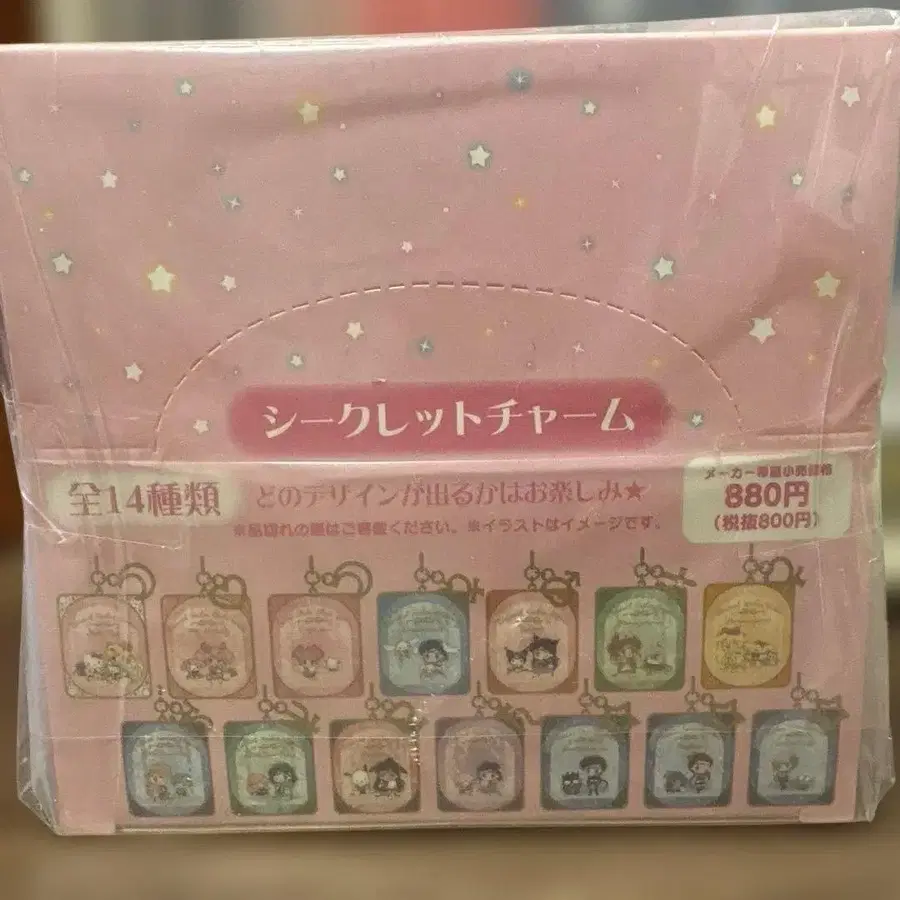 シークレットチャーム
全14種類
どのデザインが出るかはお楽しみ★
※品切れの際はご容赦ください。※イラストはイメージです。
メーカー希望小売価格
880円
(税抜800円)